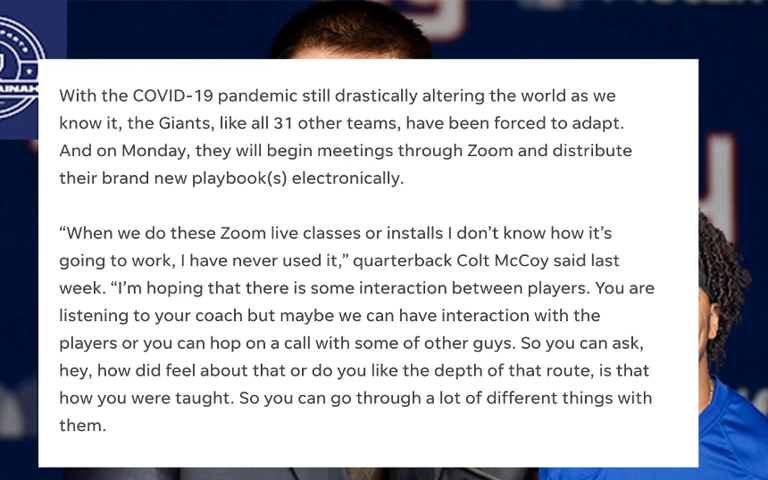 With the COVID-19 pandemic still drastically altering the world as we
know it, the Giants, like all 31 other teams, have been forced to adapt.
And on Monday, they will begin meetings through Zoom and distribute
their brand new playbook(s) electronically.
“When we do these Zoom live classes or installs I don’t know how it’s
going to work, I have never used it,” quarterback Colt McCoy said last
week. “I’m hoping that there is some interaction between players. You are
listening to your coach but maybe we can have interaction with the
players or you can hop on a call with some of other guys. So you can ask,
hey, how did feel about that or do you like the depth of that route, is that
how you were taught. So you can go through a lot of different things with
them.